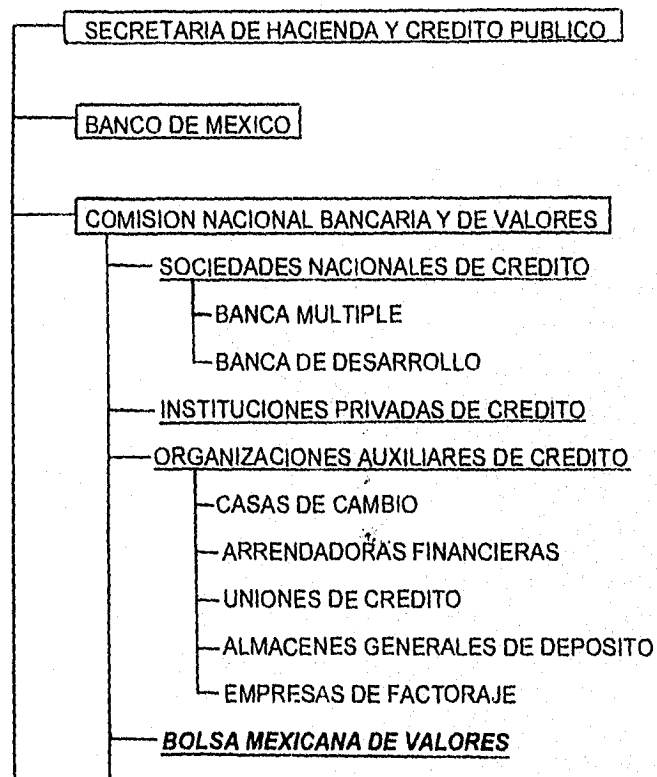 SECRETARIA DE HACIENDA Y CREDITO PUBLICO
BANCO DE MEXICO
COMISION NACIONAL BANCARIA Y DE VALORES
SOCIEDADES NACIONALES DE CREDITO
BANCA MULTIPLE
BANCA DE DESARROLLO
INSTITUCIONES PRIVADAS DE CREDITO
ORGANIZACIONES AUXILIARES DE CREDITO
CASAS DE CAMBIO
ARRENDADORAS FINANCIERAS
UNIONES DE CREDITO
ALMACENES GENERALES DE DEPOSITO
EMPRESAS DE FACTORAJE
BOLSA MEXICANA DE VALORES